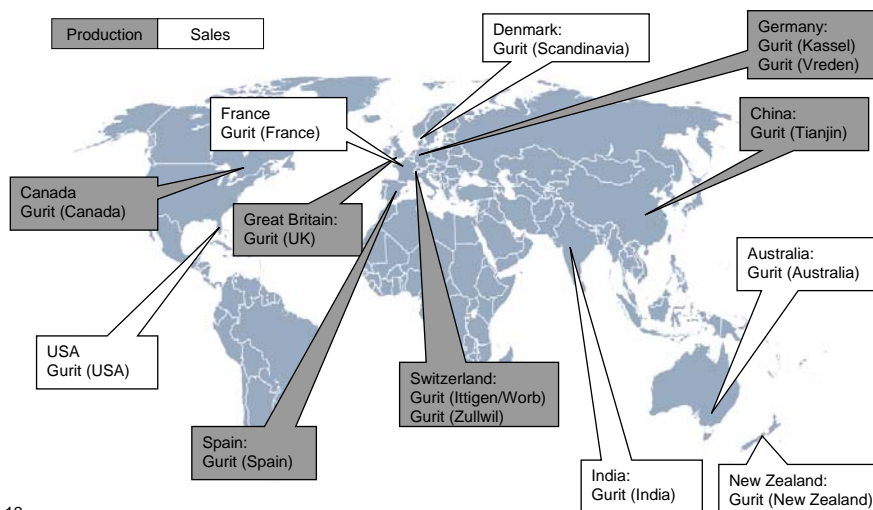 Production Sales
Denmark:
Gurit (Scandinavia)
Germany:
Gurit (Kassel)
Gurit (Vreden)
France
Gurit (France)
China:
Gurit (Tianjin)
Canada
Gurit (Canada)
Great Britain:
Gurit (UK)
Australia:
Gurit (Australia)
USA
Gurit (USA)
Switzerland:
Gurit (Ittigen/Worb)
Gurit (Zullwil)
Spain:
Gurit (Spain)
India:
Gurit (India)
New Zealand:
Gurit (New Zealand)